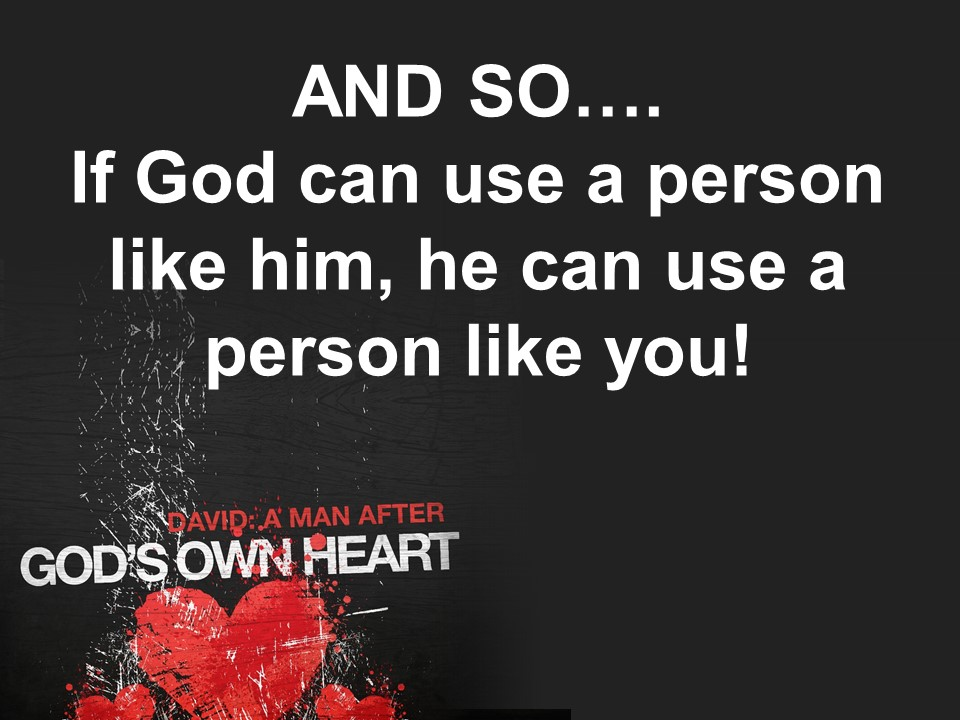 AND SO….
If God can use a person
like him, he can use a
person like you!
DAVID: A MAN AFTER
GOD'S OWN HEART